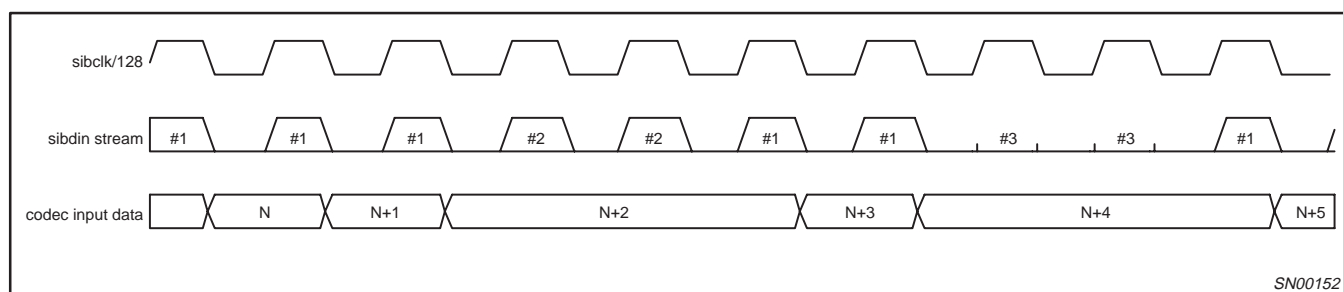 sibclk/128
sibdin stream
#1 #1 #1 #2 #2 #1 #1 #3 #3 #1
codec input data
N N+1 N+2 N+3 N+4 N+5
SN00152